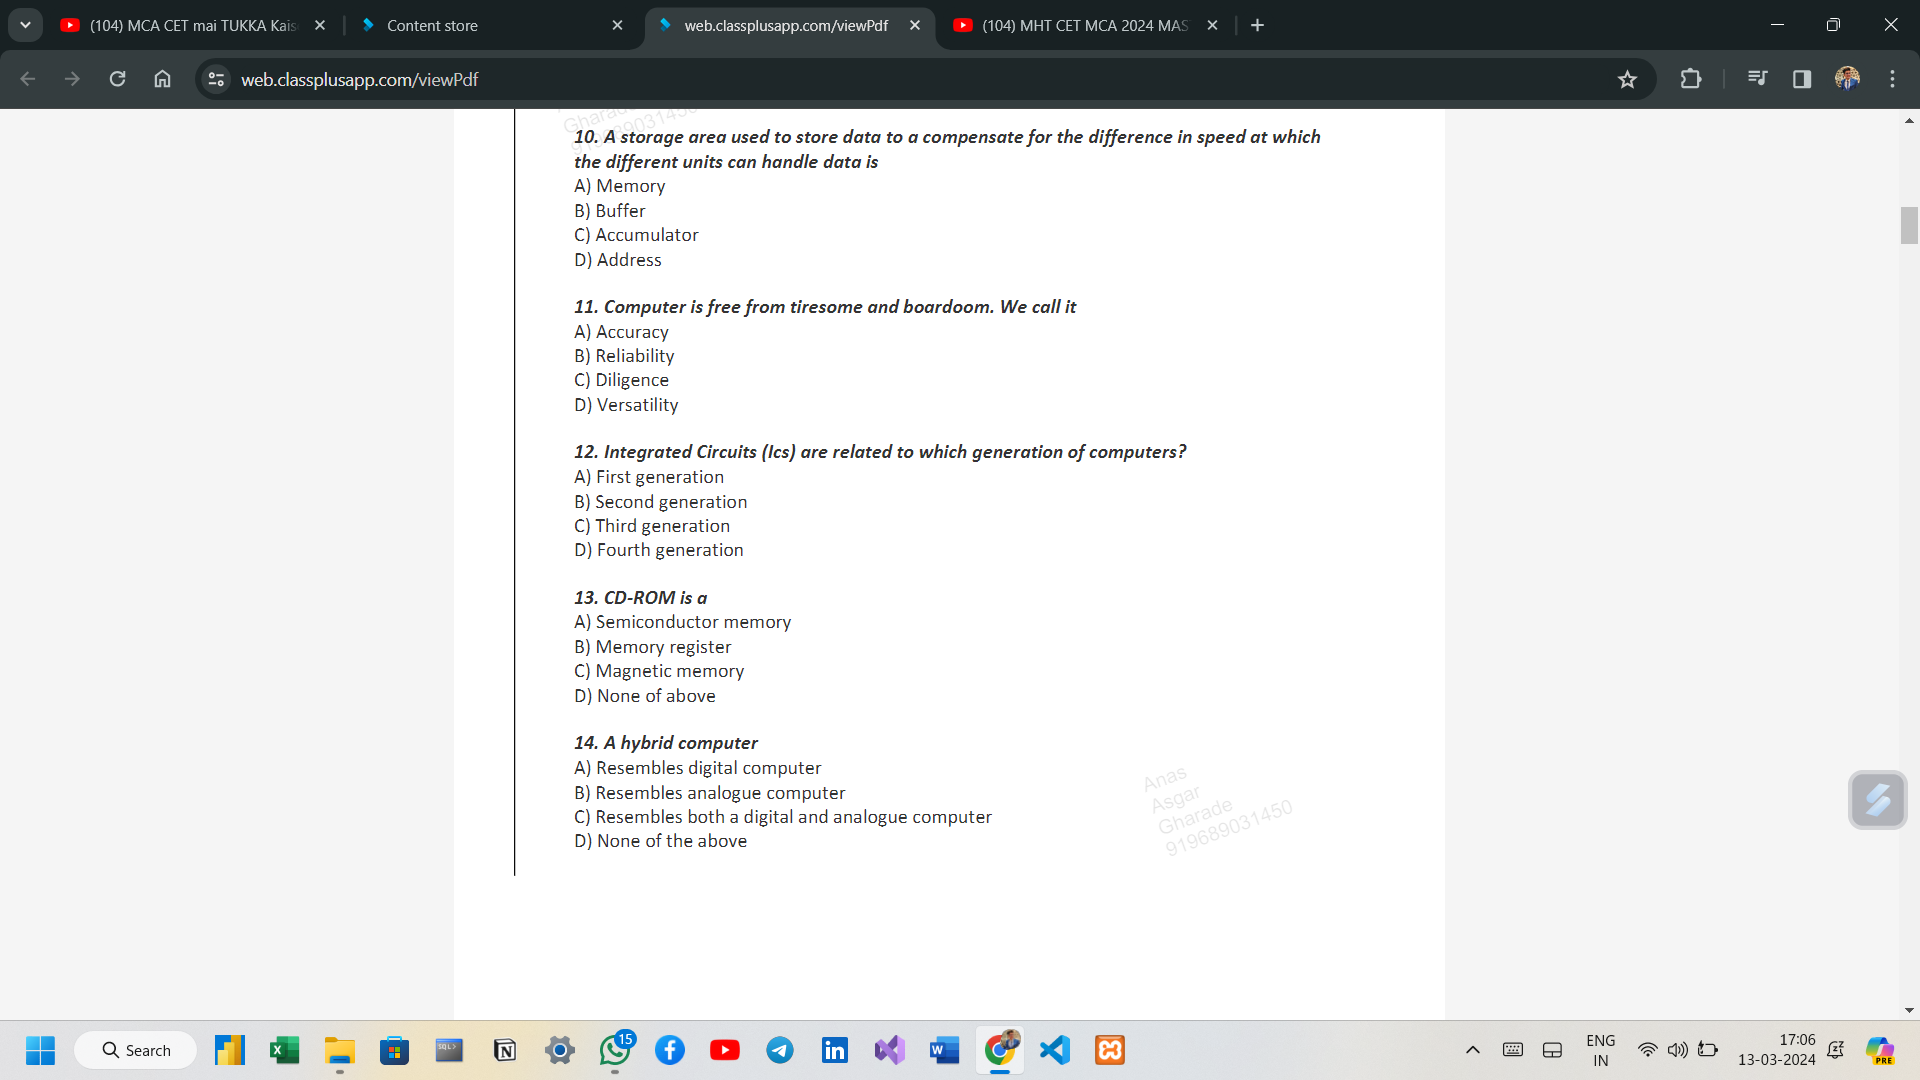 (104) MCA CET mai TUKKA Kais
Content store
web.classplusapp.com/viewPdf
(104) MHT CET MCA 2024 MAS
web.classplusapp.com/viewPdf
10. A storage area used to store data to a compensate for the difference in speed at which
the different units can handle data is
A) Memory
B) Buffer
C) Accumulator
D) Address
11. Computer is free from tiresome and boardoom. We call it
A) Accuracy
B) Reliability
C) Diligence
D) Versatility
12. Integrated Circuits (Ics) are related to which generation of computers?
A) First generation
B) Second generation
C) Third generation
D) Fourth generation
13. CD-ROM is a
A) Semiconductor memory
B) Memory register
C) Magnetic memory
D) None of above
14. A hybrid computer
A) Resembles digital computer
B) Resembles analogue computer
C) Resembles both a digital and analogue computer
D) None of the above
Anas
Asgar
Gharade
919689031450
Search
SQL>
15
ENG
IN
17:06
13-03-2024
PRE